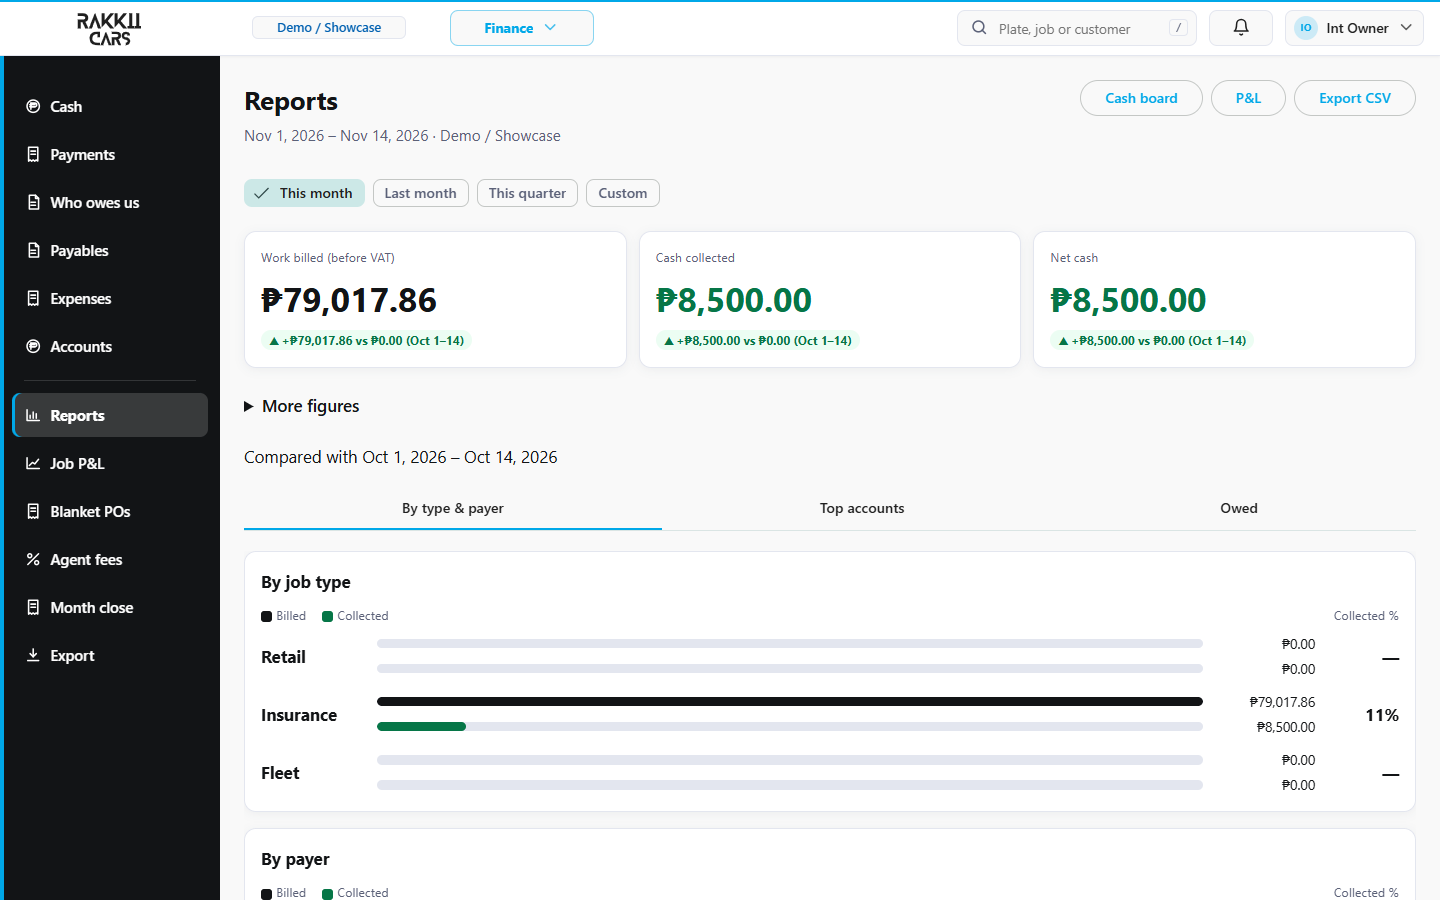 RAKKII
CARS
Demo / Showcase
Finance
Plate, job or customer
/
IO
Int Owner
Cash
Payments
Who owes us
Payables
Expenses
Accounts
Reports
Job P&L
Blanket POs
Agent fees
Month close
Export
Reports
Nov 1, 2026 – Nov 14, 2026 · Demo / Showcase
Cash board
P&L
Export CSV
This month
Last month
This quarter
Custom
Work billed (before VAT)
₱79,017.86
▲ +₱79,017.86 vs ₱0.00 (Oct 1–14)
Cash collected
₱8,500.00
▲ +₱8,500.00 vs ₱0.00 (Oct 1–14)
Net cash
₱8,500.00
▲ +₱8,500.00 vs ₱0.00 (Oct 1–14)
▶ More figures
Compared with Oct 1, 2026 – Oct 14, 2026
By type & payer
Top accounts
Owed
By job type
Billed
Collected
Collected %
Retail
₱0.00
₱0.00
—
Insurance
₱79,017.86
₱8,500.00
11%
Fleet
₱0.00
₱0.00
—
By payer
Billed
Collected
Collected %